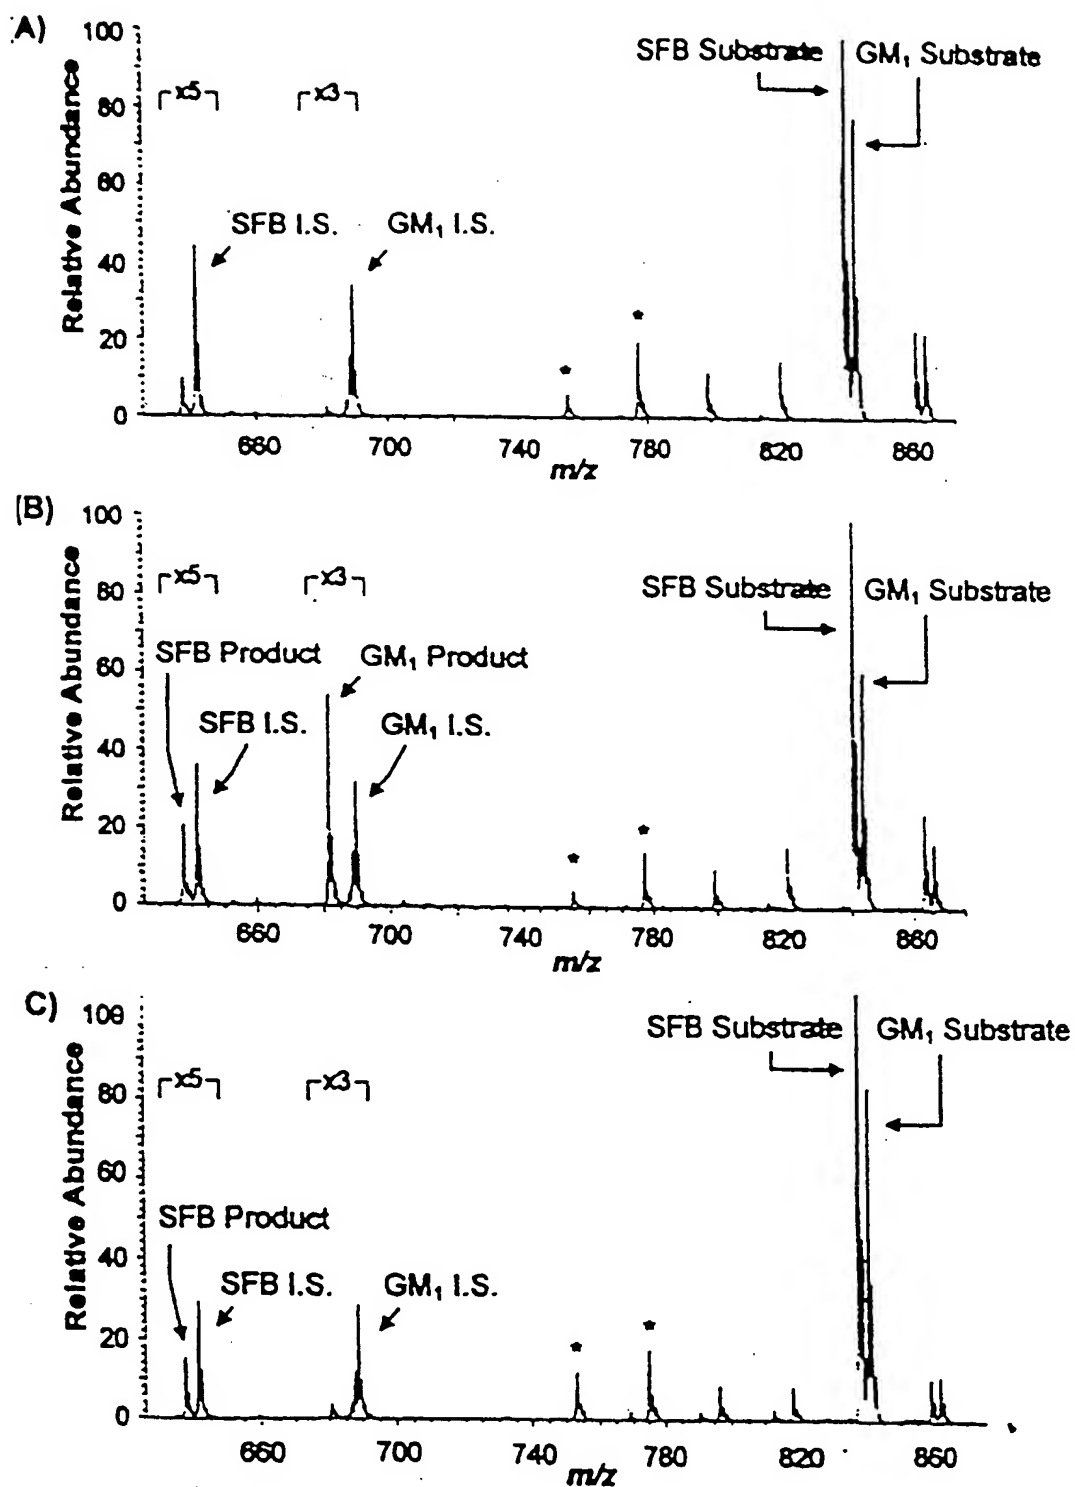 A)
100
80
60
40
20
0
Relative Abundance
x5
x3
SFB I.S.
GM₁ I.S.
*
*
SFB Substrate
GM₁ Substrate
660 700 740 780 820 860
m/z
(B)
100
80
60
40
20
0
Relative Abundance
x5
x3
SFB Product
SFB I.S.
GM₁ Product
GM₁ I.S.
*
*
SFB Substrate
GM₁ Substrate
660 700 740 780 820 860
m/z
C)
100
80
60
40
20
0
Relative Abundance
x5
x3
SFB Product
SFB I.S.
GM₁ I.S.
*
*
SFB Substrate
GM₁ Substrate
660 700 740 780 820 860
m/z